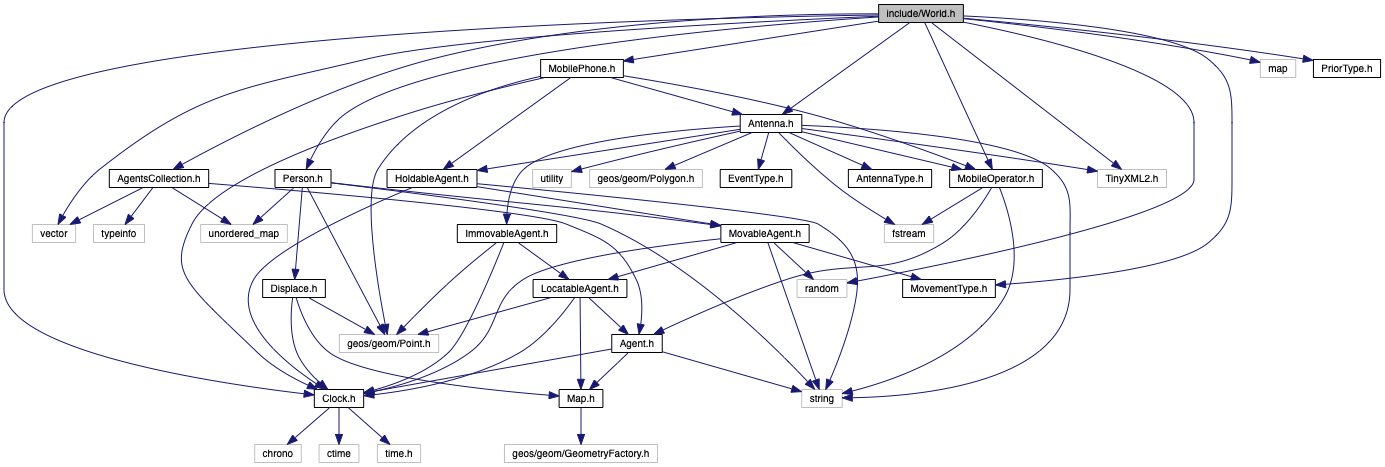 include/World.h
MobilePhone.h
map
PriorType.h
Antenna.h
AgentsCollection.h
Person.h
HoldableAgent.h
utility
geos/geom/Polygon.h
EventType.h
AntennaType.h
MobileOperator.h
TinyXML2.h
vector
typeinfo
unordered_map
ImmovableAgent.h
MovableAgent.h
fstream
Displace.h
LocatableAgent.h
random
MovementType.h
geos/geom/Point.h
Agent.h
Clock.h
Map.h
string
chrono
ctime
time.h
geos/geom/GeometryFactory.h